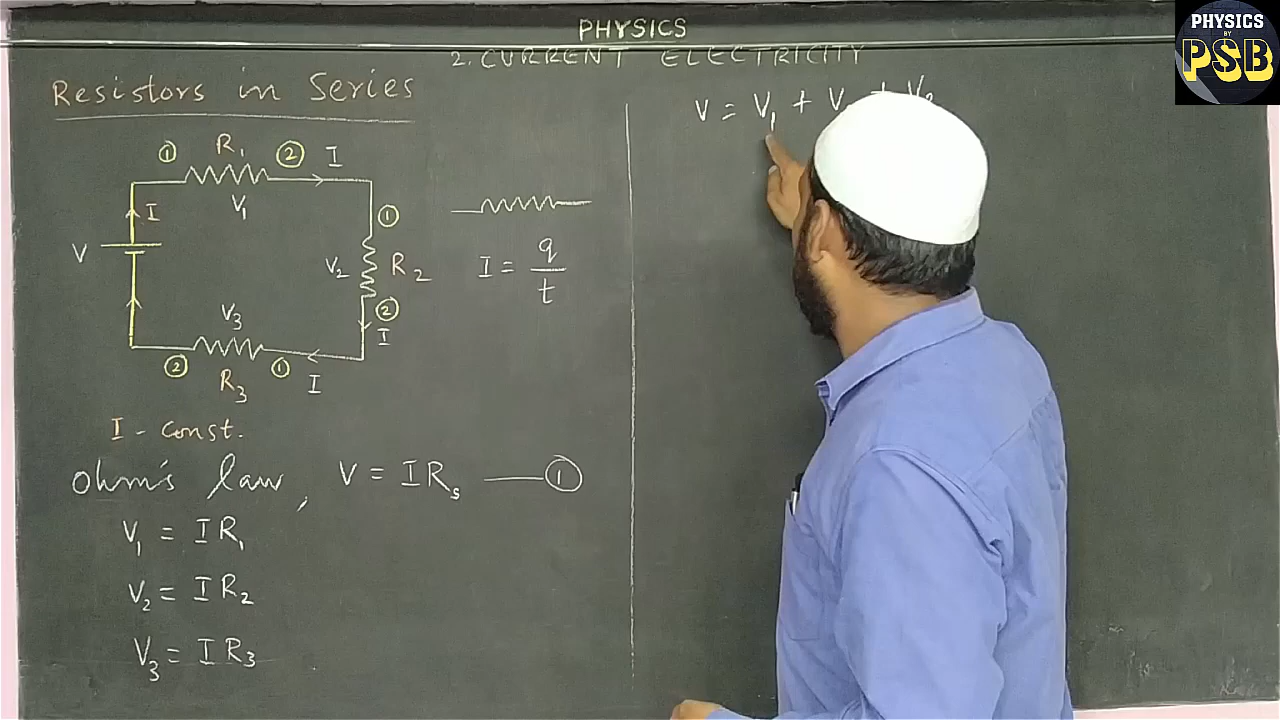 PHYSICS
2. CURRENT ELECTRICITY
PHYSICS
BY
PSB
Resistors in Series
① R₁ ② I
V₁
I
V
①
V₂ R₂
②
I
V₃
② ① I
R₃
I = q/t
I - Const.
Ohm's law, V = IRₛ —— ①
V₁ = IR₁
V₂ = IR₂
V₃ = IR₃
V = V₁ + V + V